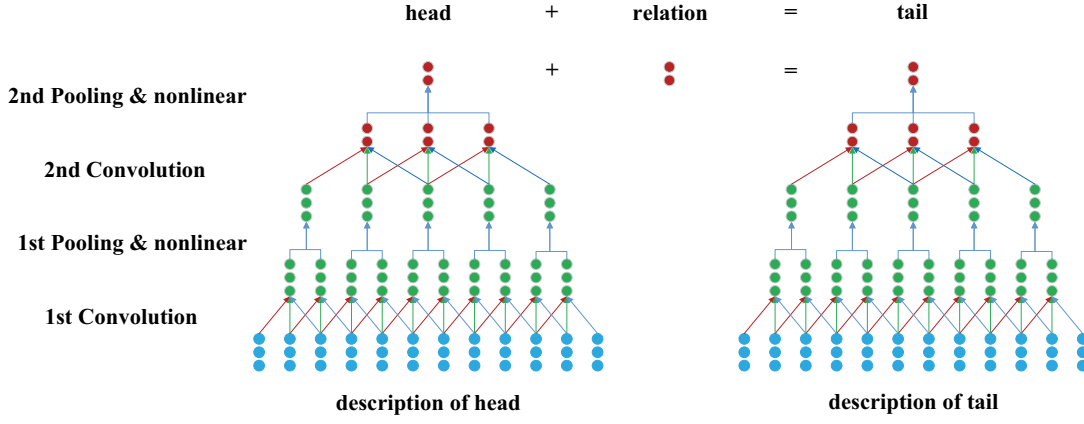 head + relation = tail
+ =
2nd Pooling & nonlinear
2nd Convolution
1st Pooling & nonlinear
1st Convolution
description of head description of tail